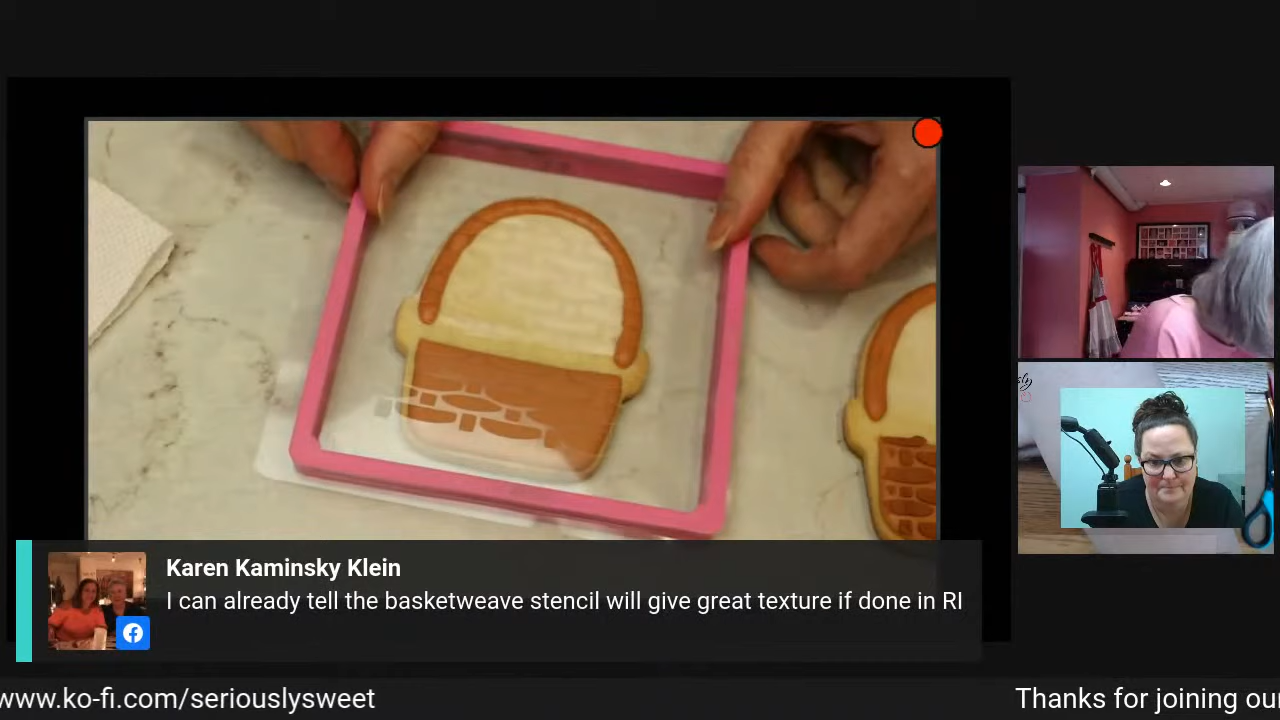 Karen Kaminsky Klein
I can already tell the basketweave stencil will give great texture if done in RI
www.ko-fi.com/seriouslysweet
Thanks for joining